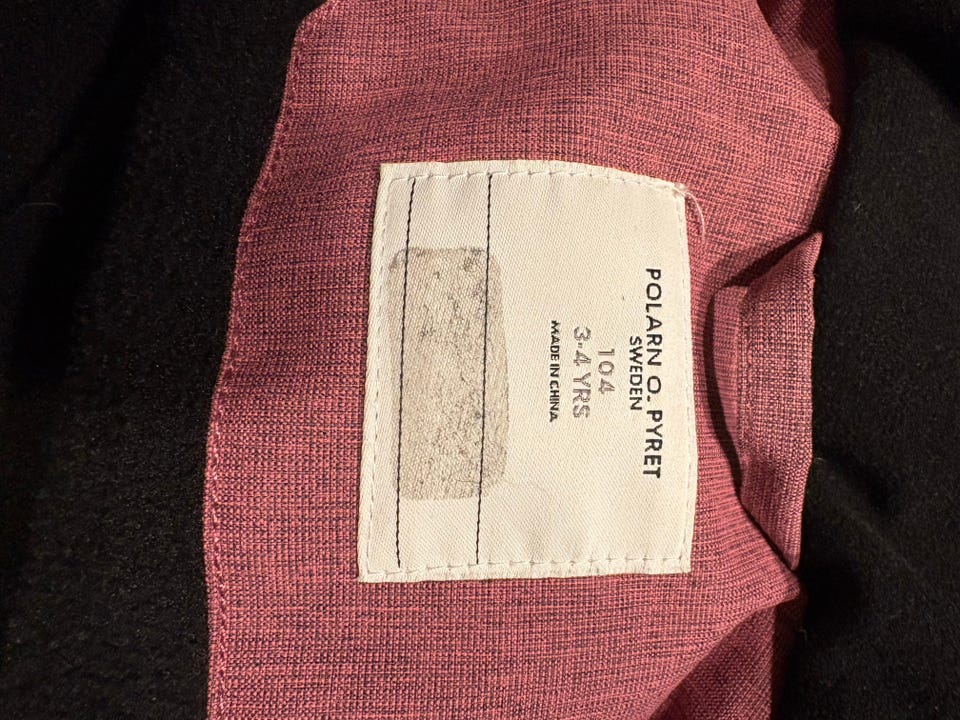 POLARN O. PYRET
SWEDEN
104
3-4 YRS
MADE IN CHINA